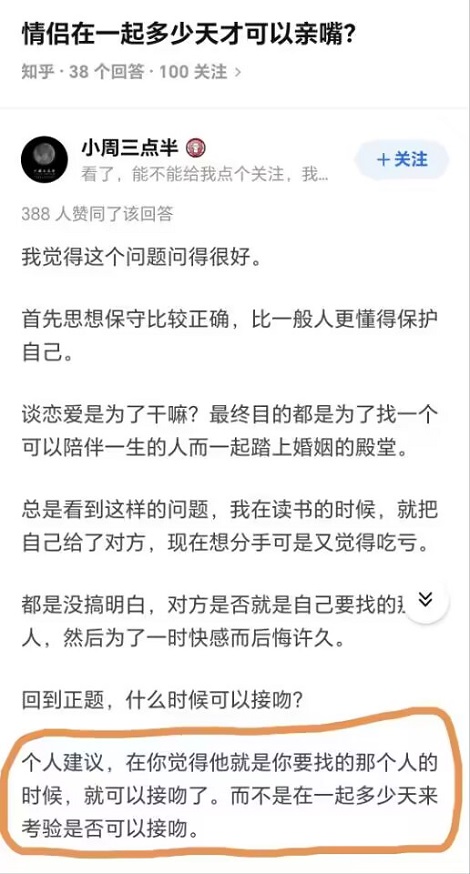 情侣在一起多少天才可以亲嘴?
知乎 · 38 个回答 · 100 关注 >
小周三点半
+关注
看了，能不能给我点个关注，我...
388 人赞同了该回答
我觉得这个问题问得很好。
首先思想保守比较正确，比一般人更懂得保护
自己。
谈恋爱是为了干嘛？最终目的都是为了找一个
可以陪伴一生的人而一起踏上婚姻的殿堂。
总是看到这样的问题，我在读书的时候，就把
自己给了对方，现在想分手可是又觉得吃亏。
都是没搞明白，对方是否就是自己要找的
人，然后为了一时快感而后悔许久。
回到正题，什么时候可以接吻？
个人建议，在你觉得他就是你要找的那个人的
时候，就可以接吻了。而不是在一起多少天来
考验是否可以接吻。